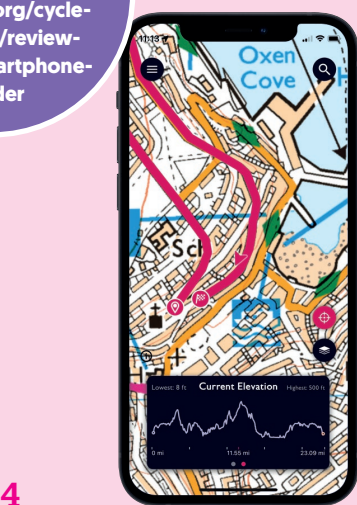 org/cycle-
/review-
artphone-
der
11:13
Oxen
Cove
Sch
Lowest: 8 ft
Current Elevation
Highest: 500 ft
0 mi
11.55 mi
23.09 mi
4